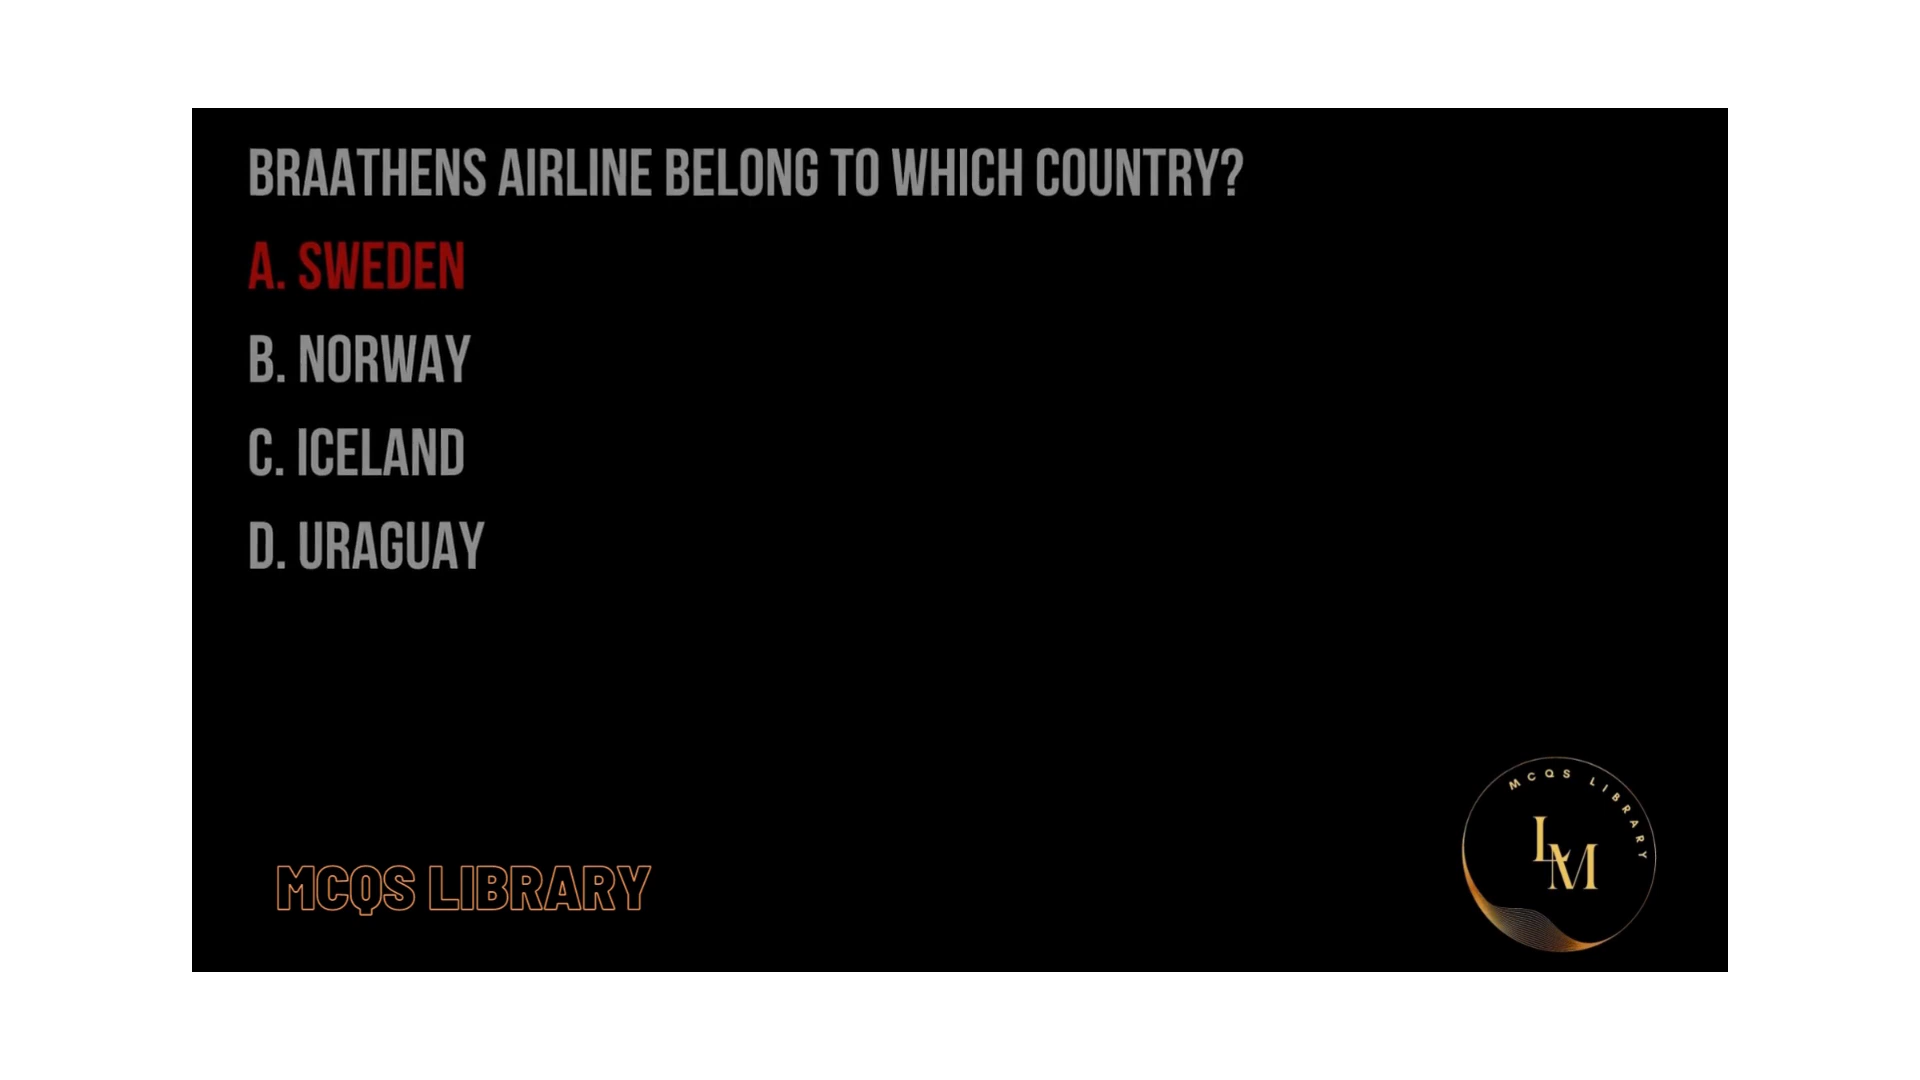 BRAATHENS AIRLINE BELONG TO WHICH COUNTRY?
A. SWEDEN
B. NORWAY
C. ICELAND
D. URAGUAY
MCQS LIBRARY
LM
MCQS LIBRARY